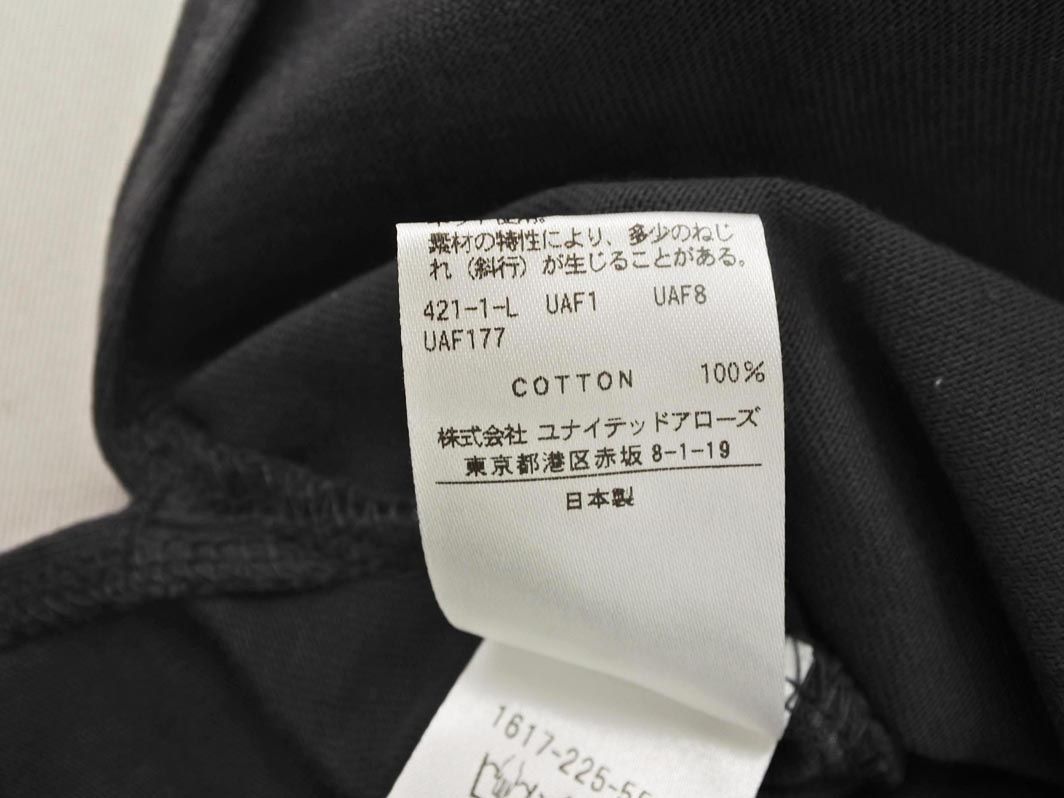 素材の特性により、多少のねじ
れ（斜行）が生じることがある。
421-1-L UAF1 UAF8
UAF177
COTTON 100%
株式会社 ユナイテッドアローズ
東京都港区赤坂 8-1-19
日本製
1617-225-55